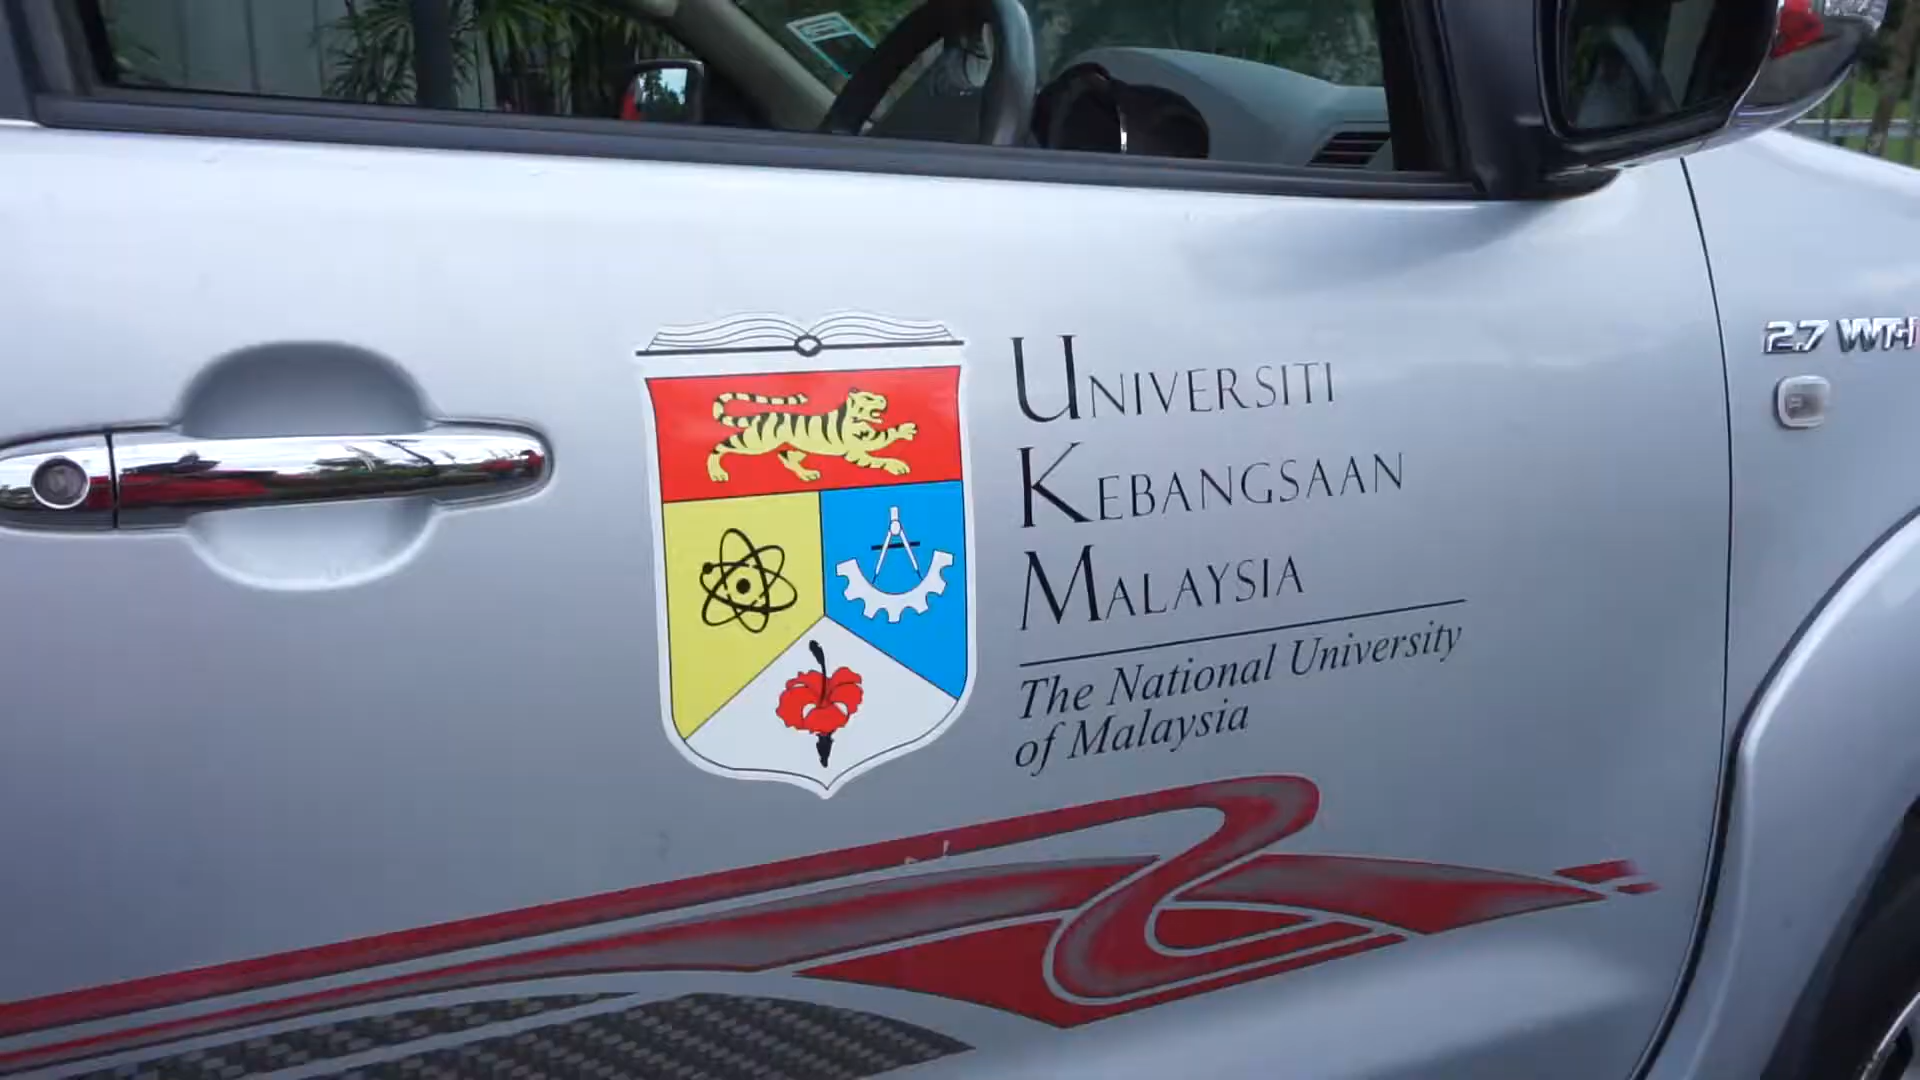 UNIVERSITI
KEBANGSAAN
MALAYSIA
The National University
of Malaysia
2.7 VVT-i